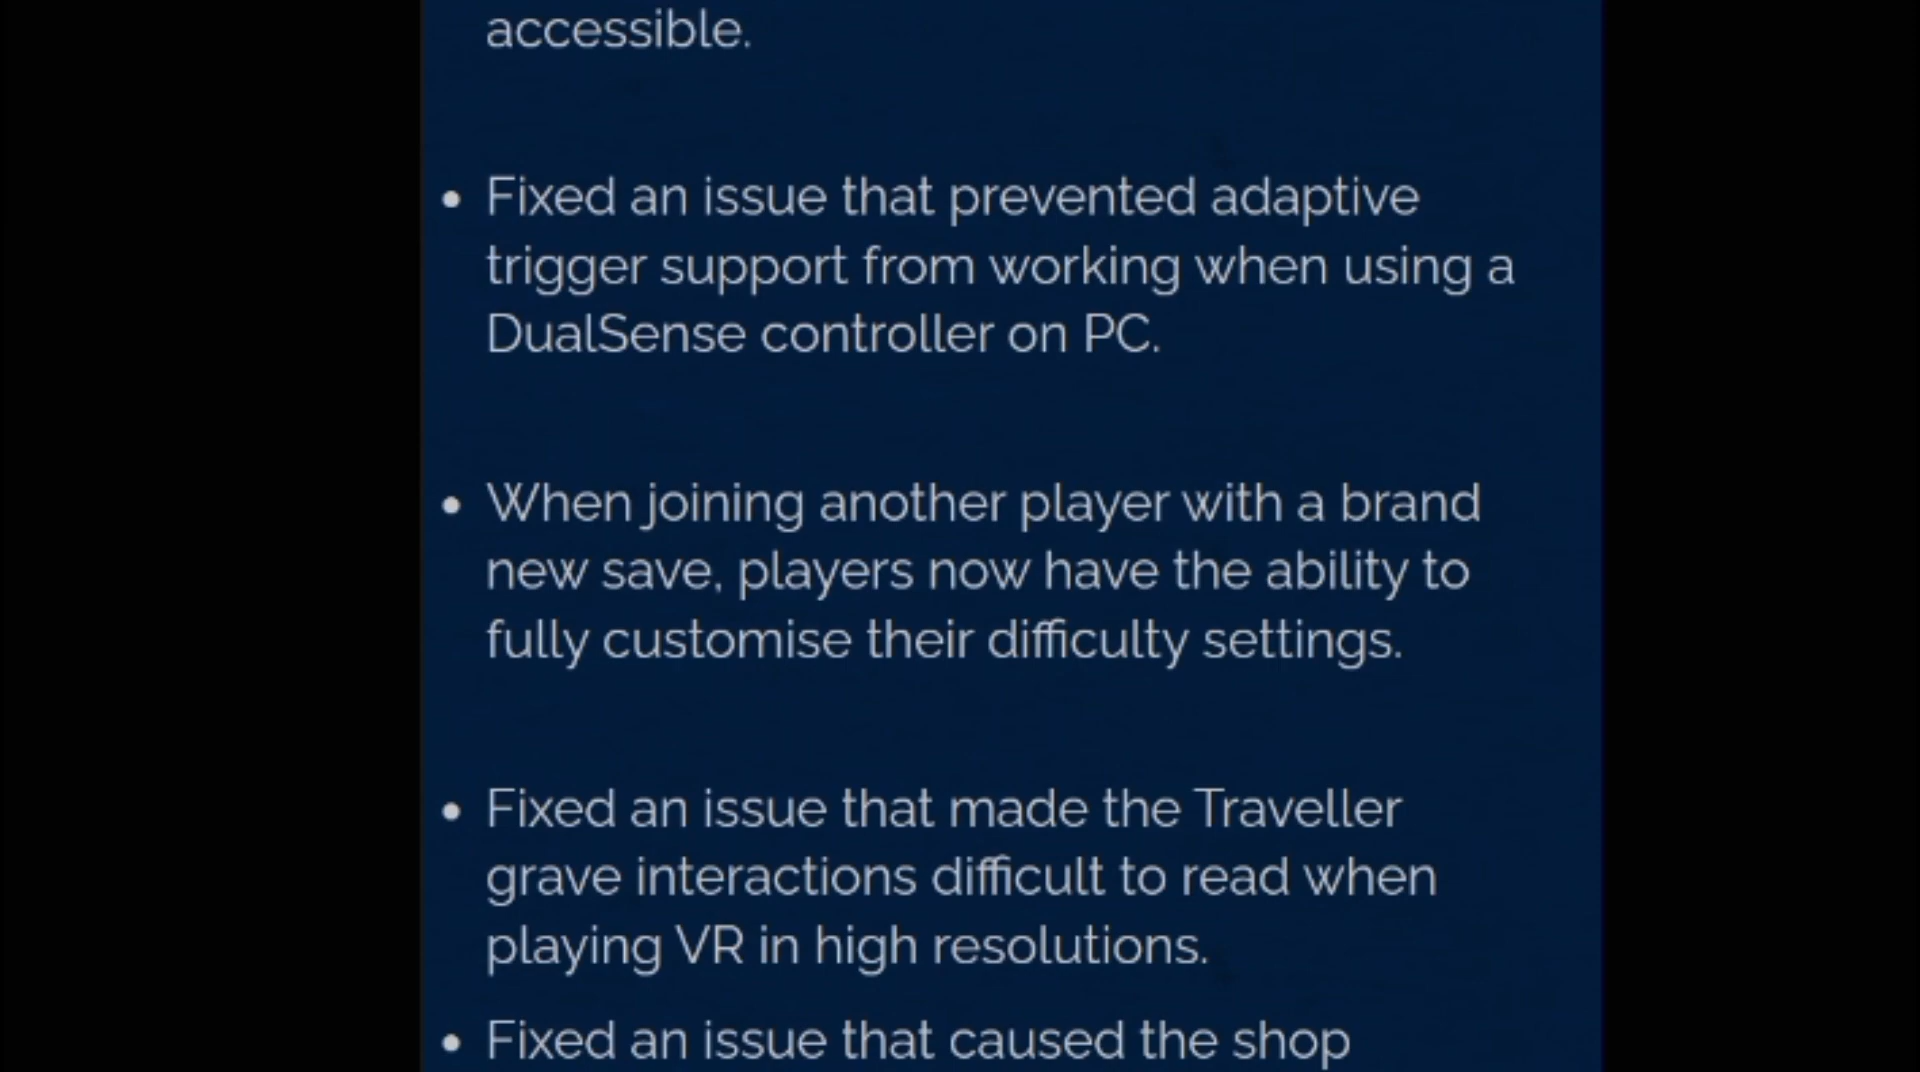 accessible.
• Fixed an issue that prevented adaptive
trigger support from working when using a
DualSense controller on PC.
• When joining another player with a brand
new save, players now have the ability to
fully customise their difficulty settings.
• Fixed an issue that made the Traveller
grave interactions difficult to read when
playing VR in high resolutions.
• Fixed an issue that caused the shop